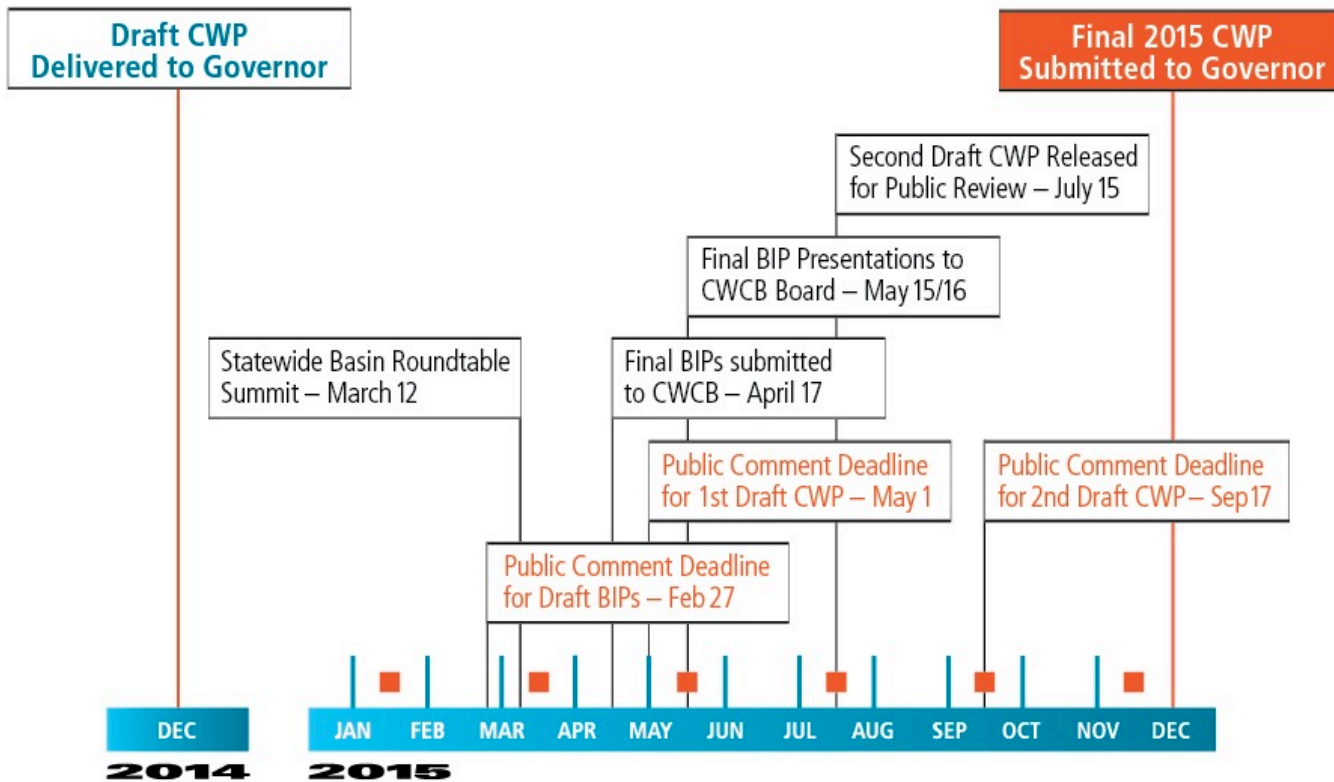 Draft CWP
Delivered to Governor
Final 2015 CWP
Submitted to Governor
Second Draft CWP Released
for Public Review – July 15
Final BIP Presentations to
CWCB Board – May 15/16
Statewide Basin Roundtable
Summit – March 12
Final BIPs submitted
to CWCB – April 17
Public Comment Deadline
for 1st Draft CWP – May 1
Public Comment Deadline
for 2nd Draft CWP – Sep 17
Public Comment Deadline
for Draft BIPs – Feb 27
DEC
JAN FEB MAR APR MAY JUN JUL AUG SEP OCT NOV DEC
2014
2015